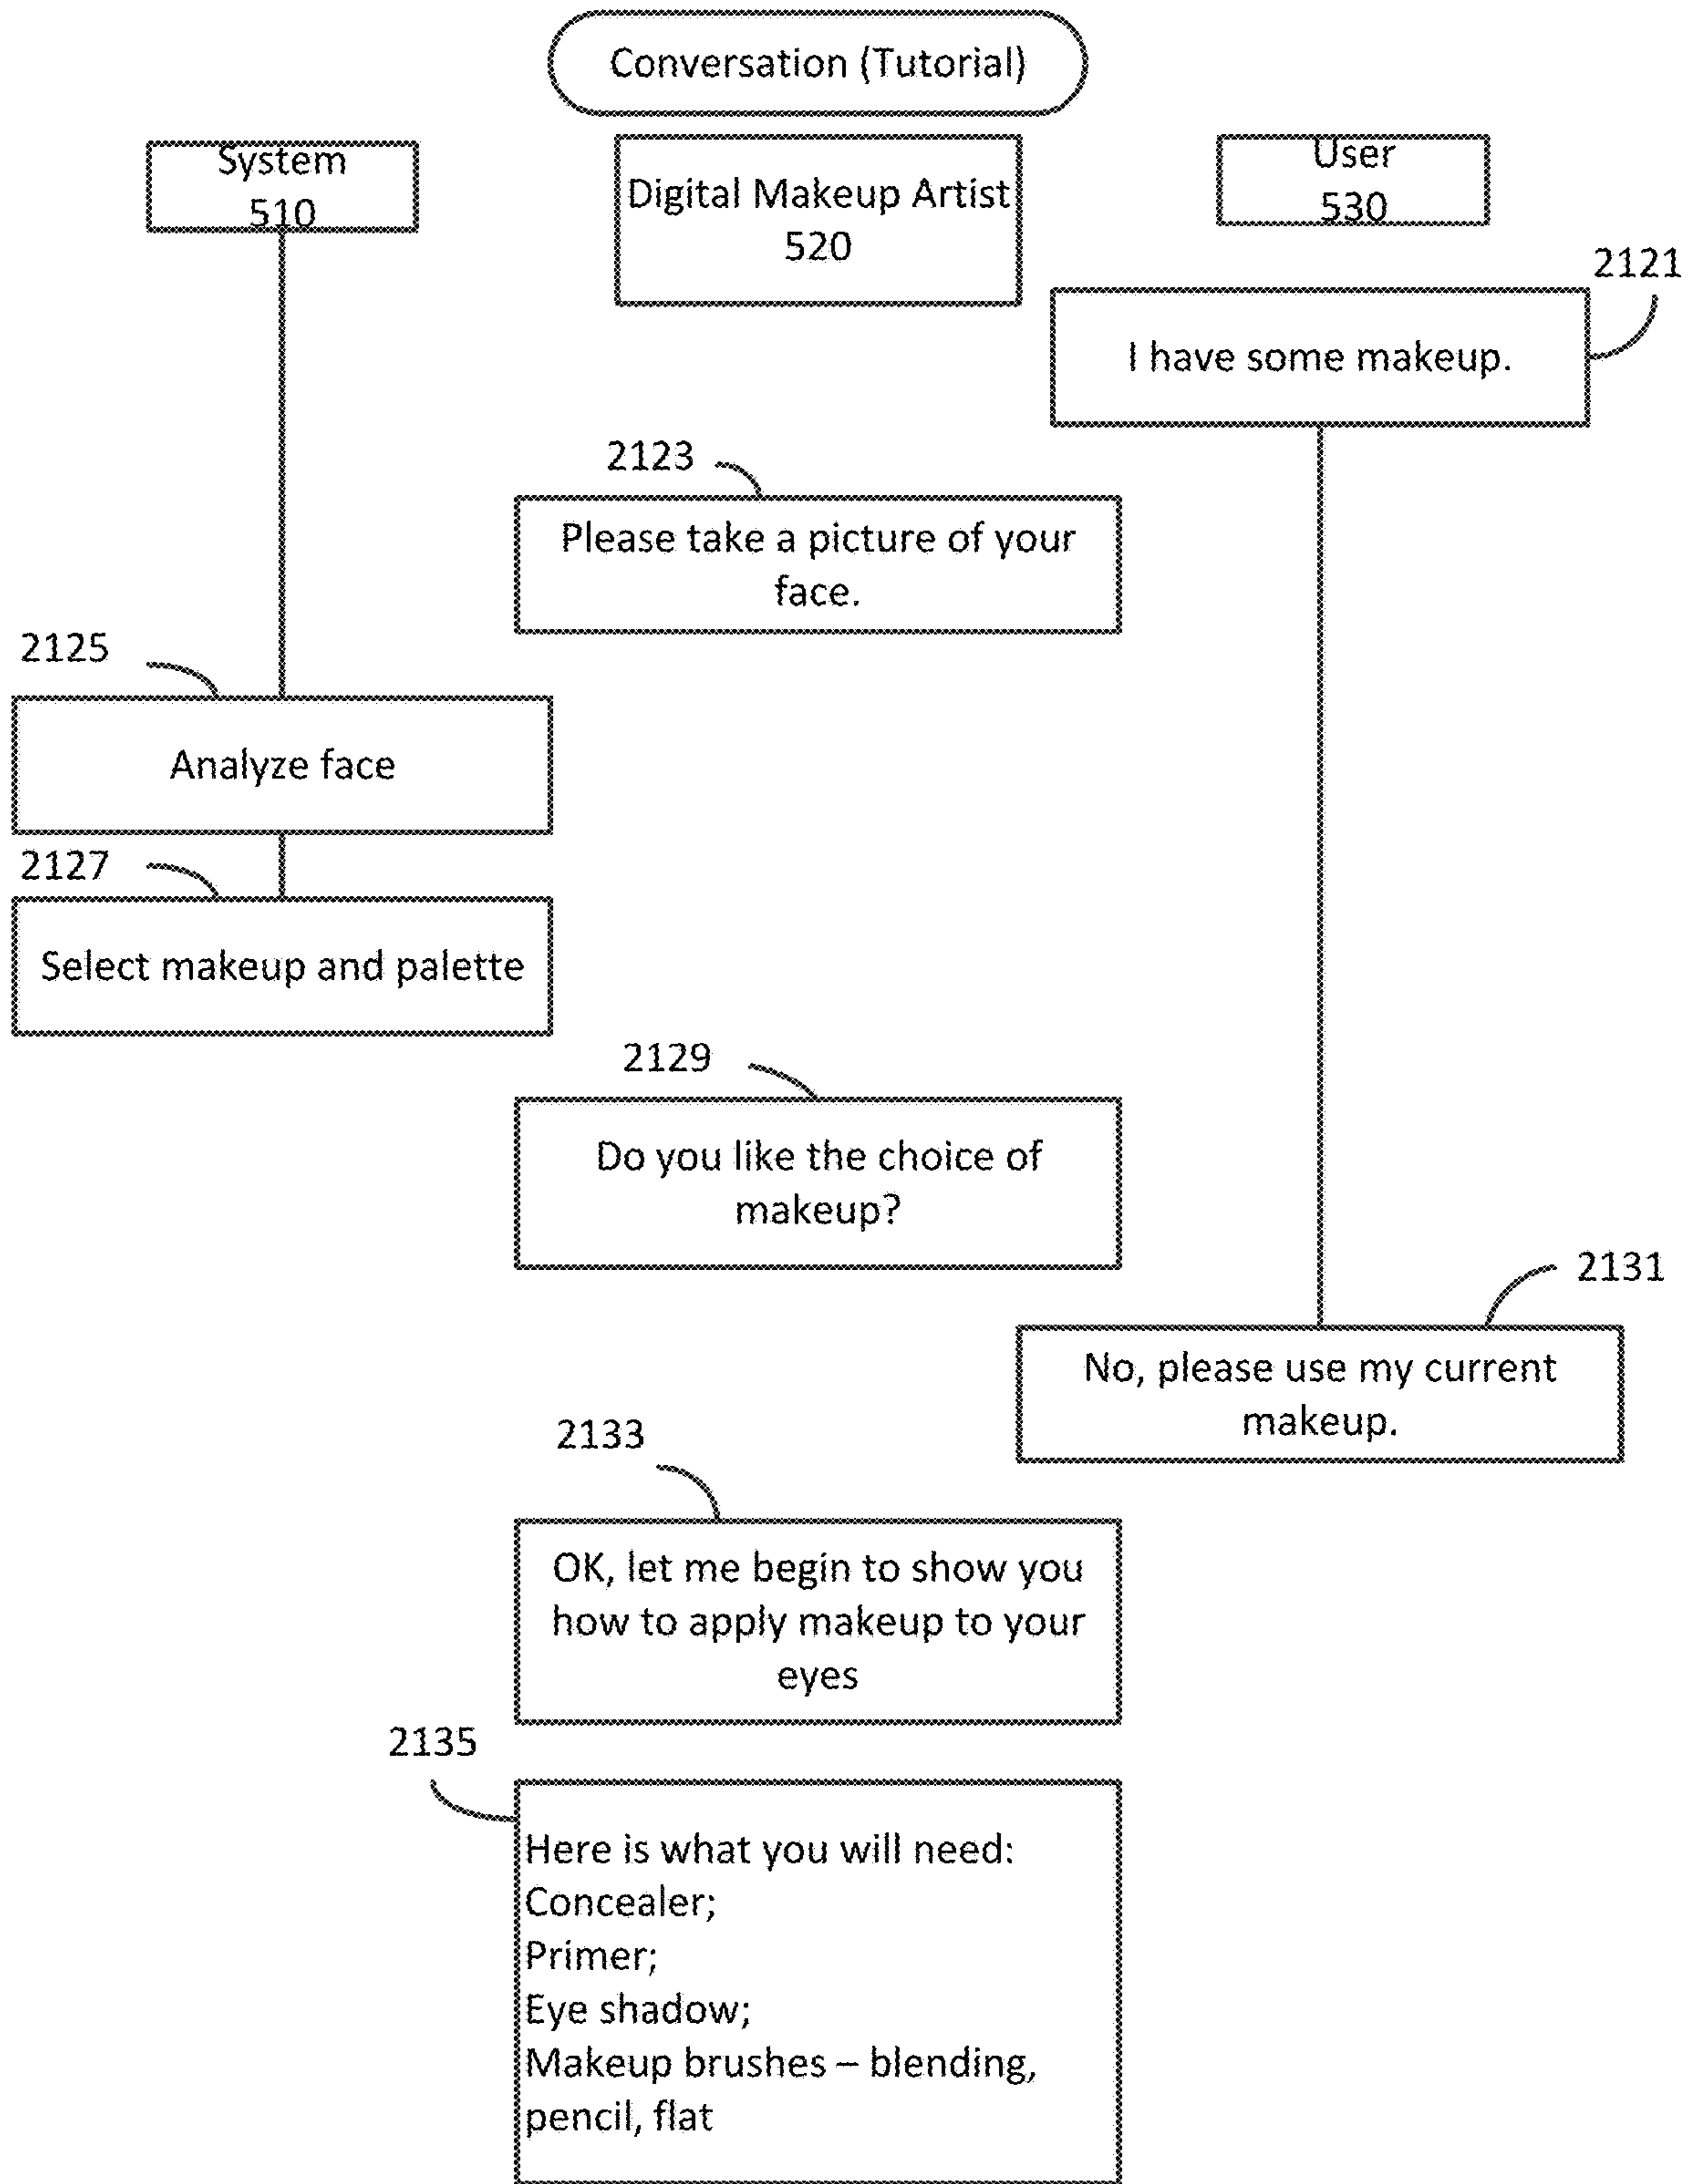 Conversation (Tutorial)
System
510
Digital Makeup Artist
520
User
530
2121
I have some makeup.
2123
Please take a picture of your
face.
2125
Analyze face
2127
Select makeup and palette
2129
Do you like the choice of
makeup?
2131
No, please use my current
makeup.
2133
OK, let me begin to show you
how to apply makeup to your
eyes
2135
Here is what you will need:
Concealer;
Primer;
Eye shadow;
Makeup brushes – blending,
pencil, flat